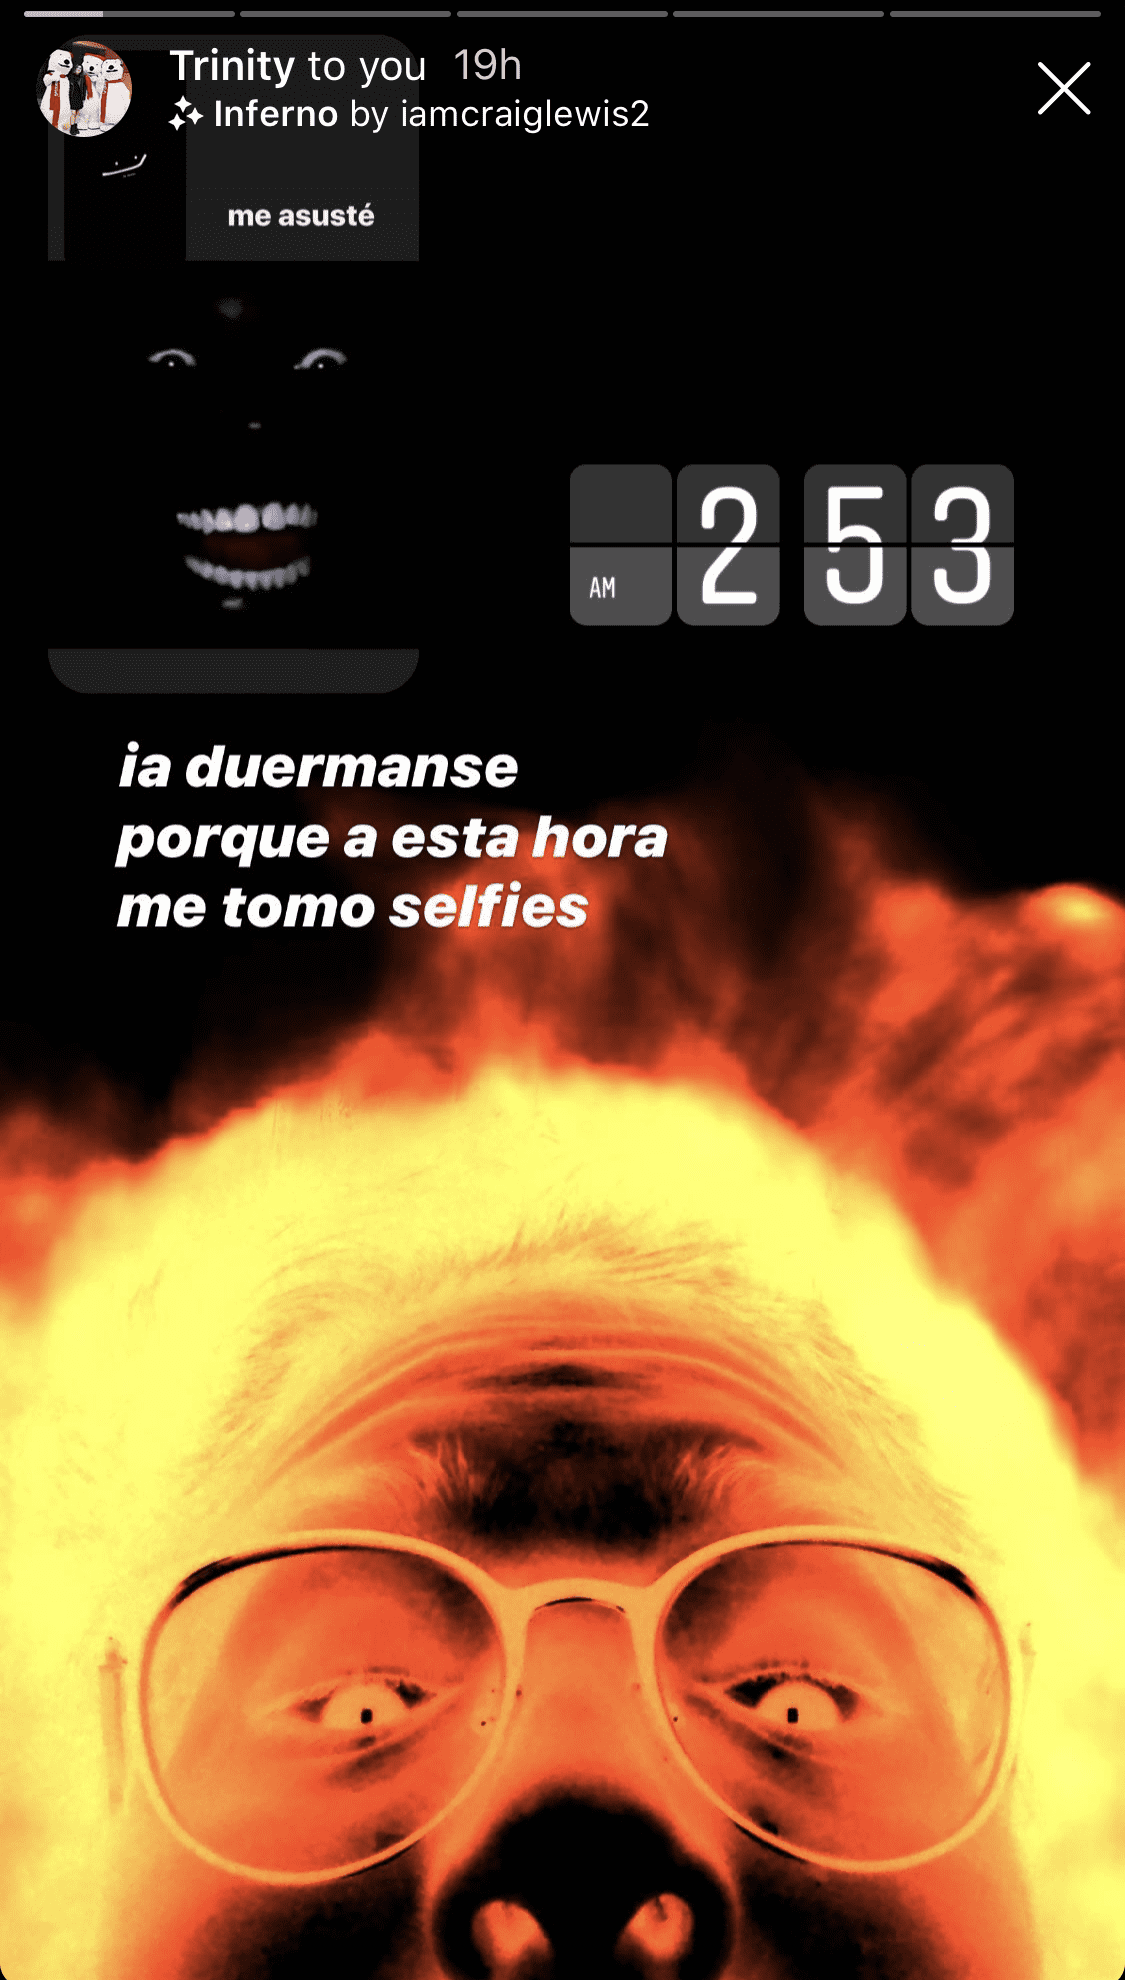 Trinity to you 19h
Inferno by iamcraiglewis2
me asusté
AM 2 53
ia duermanse
porque a esta hora
me tomo selfies